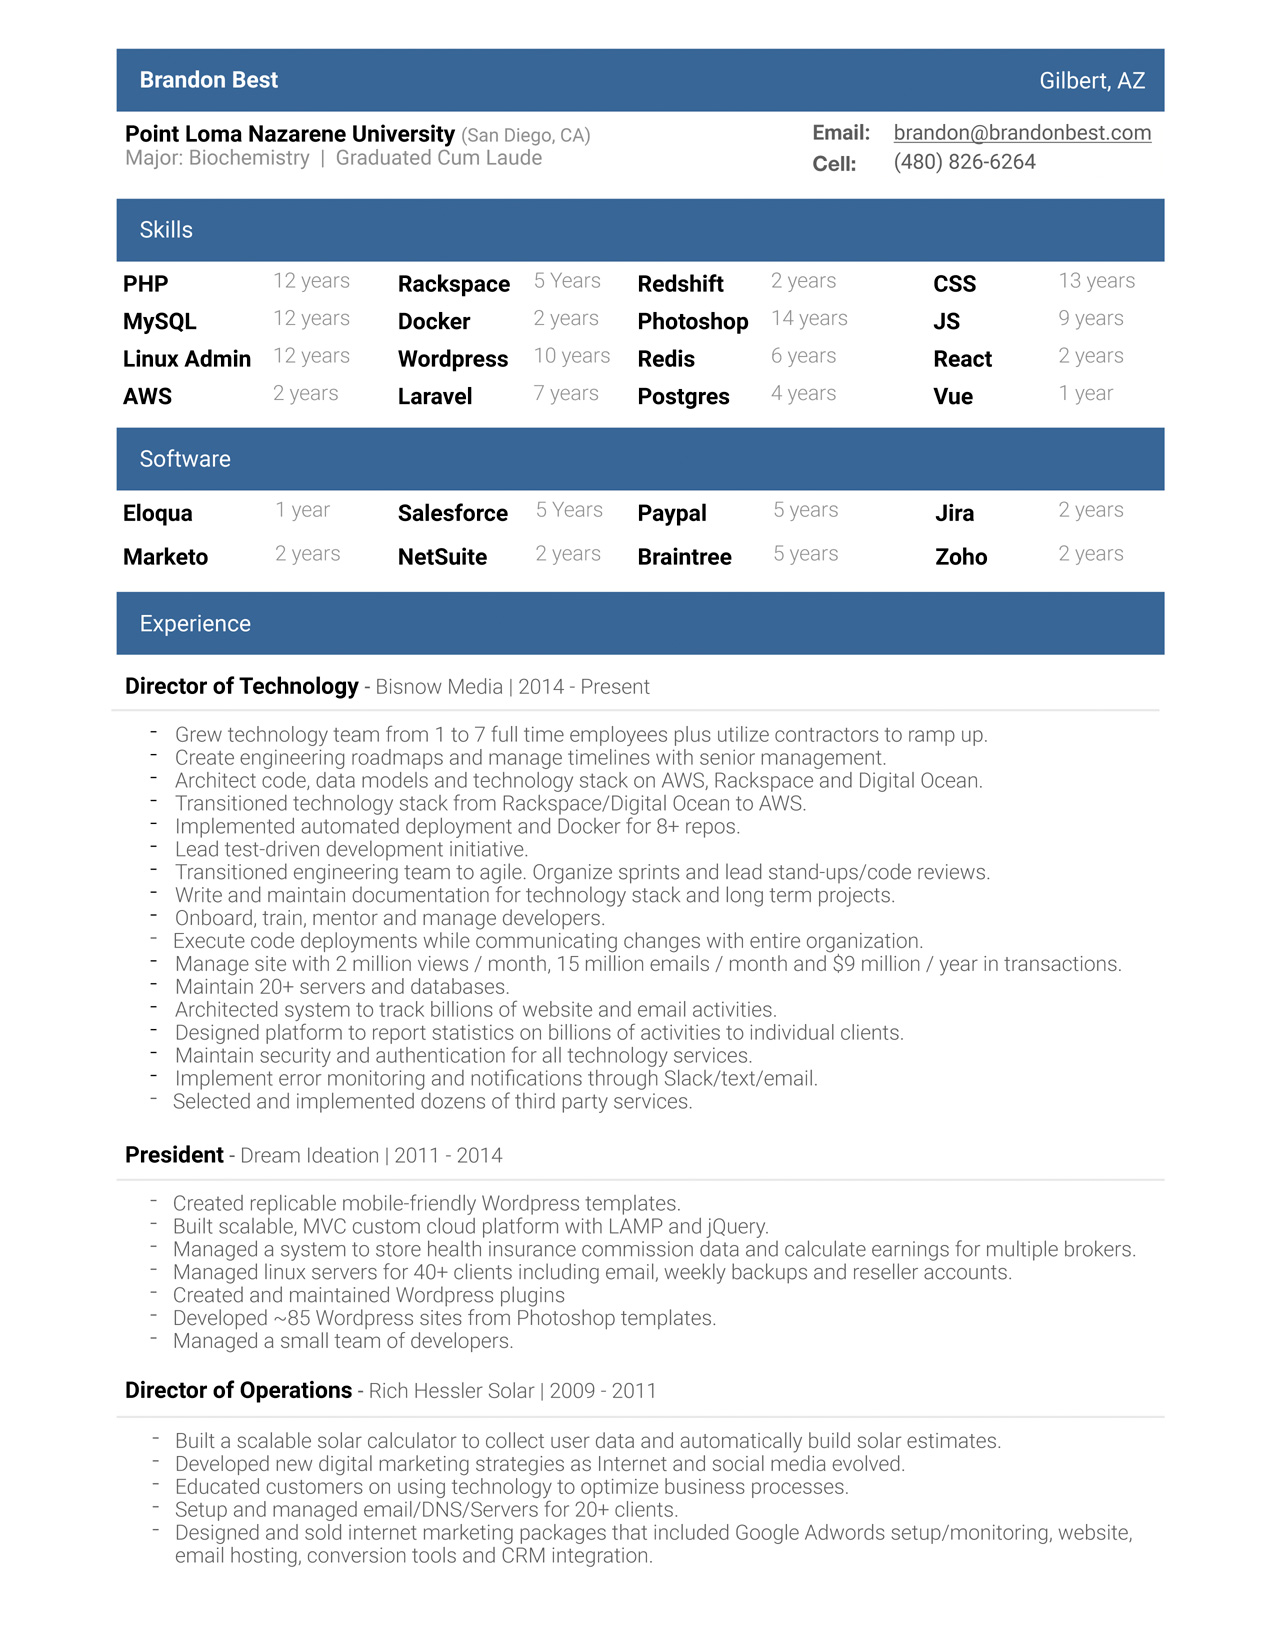 Brandon Best Gilbert, AZ
Point Loma Nazarene University (San Diego, CA) Email: brandon@brandonbest.com
Major: Biochemistry | Graduated Cum Laude Cell: (480) 826-6264
Skills
PHP 12 years Rackspace 5 Years Redshift 2 years CSS 13 years
MySQL 12 years Docker 2 years Photoshop 14 years JS 9 years
Linux Admin 12 years Wordpress 10 years Redis 6 years React 2 years
AWS 2 years Laravel 7 years Postgres 4 years Vue 1 year
Software
Eloqua 1 year Salesforce 5 Years Paypal 5 years Jira 2 years
Marketo 2 years NetSuite 2 years Braintree 5 years Zoho 2 years
Experience
Director of Technology - Bisnow Media | 2014 - Present
- Grew technology team from 1 to 7 full time employees plus utilize contractors to ramp up.
- Create engineering roadmaps and manage timelines with senior management.
- Architect code, data models and technology stack on AWS, Rackspace and Digital Ocean.
- Transitioned technology stack from Rackspace/Digital Ocean to AWS.
- Implemented automated deployment and Docker for 8+ repos.
- Lead test-driven development initiative.
- Transitioned engineering team to agile. Organize sprints and lead stand-ups/code reviews.
- Write and maintain documentation for technology stack and long term projects.
- Onboard, train, mentor and manage developers.
- Execute code deployments while communicating changes with entire organization.
- Manage site with 2 million views / month, 15 million emails / month and $9 million / year in transactions.
- Maintain 20+ servers and databases.
- Architected system to track billions of website and email activities.
- Designed platform to report statistics on billions of activities to individual clients.
- Maintain security and authentication for all technology services.
- Implement error monitoring and notifications through Slack/text/email.
- Selected and implemented dozens of third party services.
President - Dream Ideation | 2011 - 2014
- Created replicable mobile-friendly Wordpress templates.
- Built scalable, MVC custom cloud platform with LAMP and jQuery.
- Managed a system to store health insurance commission data and calculate earnings for multiple brokers.
- Managed linux servers for 40+ clients including email, weekly backups and reseller accounts.
- Created and maintained Wordpress plugins
- Developed ~85 Wordpress sites from Photoshop templates.
- Managed a small team of developers.
Director of Operations - Rich Hessler Solar | 2009 - 2011
- Built a scalable solar calculator to collect user data and automatically build solar estimates.
- Developed new digital marketing strategies as Internet and social media evolved.
- Educated customers on using technology to optimize business processes.
- Setup and managed email/DNS/Servers for 20+ clients.
- Designed and sold internet marketing packages that included Google Adwords setup/monitoring, website,
email hosting, conversion tools and CRM integration.